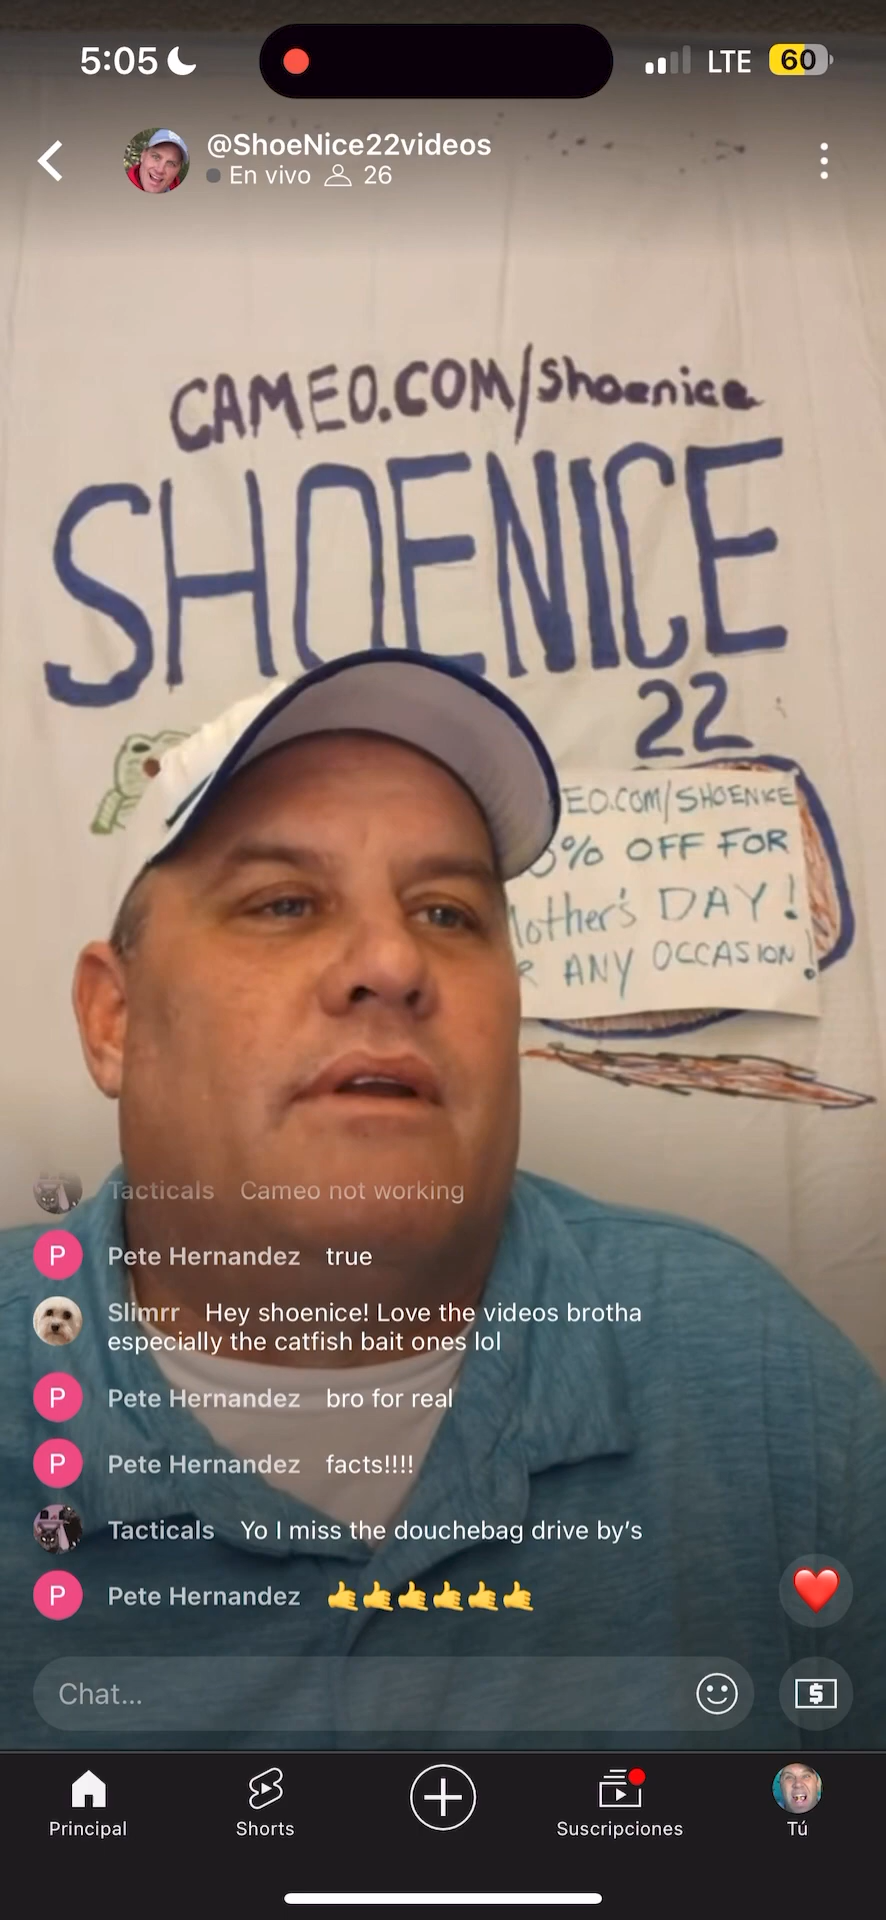 5:05
LTE
60
@ShoeNice22videos
En vivo 26
CAMEO.COM/shoenice
SHOENICE
22
EO.COM/SHOENICE
% OFF FOR
other's DAY!
R ANY OCCASION!
Tacticals Cameo not working
P Pete Hernandez true
Slimrr Hey shoenice! Love the videos brotha
especially the catfish bait ones lol
P Pete Hernandez bro for real
P Pete Hernandez facts!!!!
Tacticals Yo I miss the douchebag drive by's
P Pete Hernandez 🤙🤙🤙🤙🤙🤙
Chat...
$
Principal
Shorts
Suscripciones
Tú